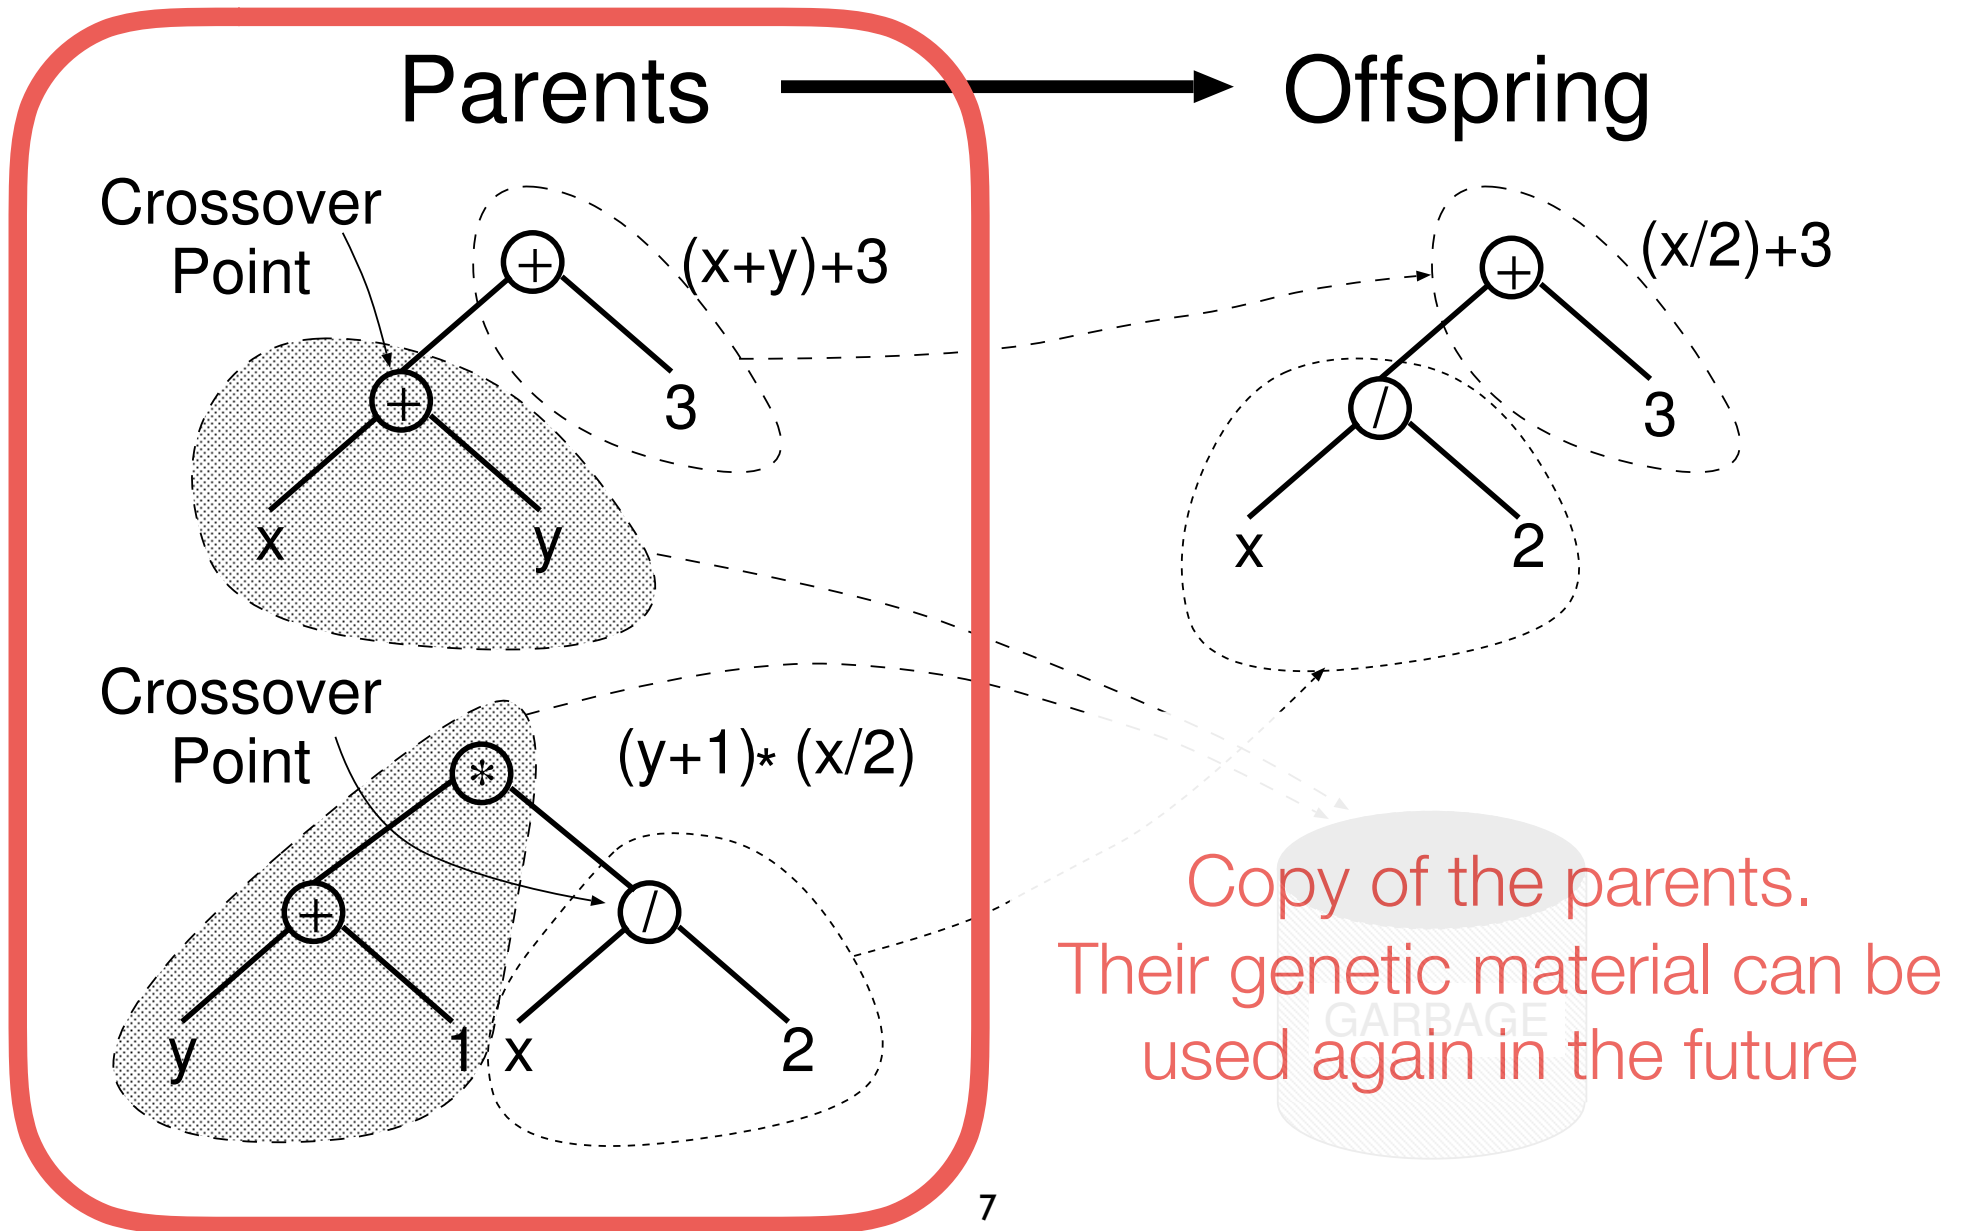 Parents
Offspring
Crossover
Point
+
(x+y)+3
3
+
x
y
+
(x/2)+3
3
/
x
2
Crossover
Point
*
(y+1)* (x/2)
+
/
y
1
x
2
Copy of the parents.
Their genetic material can be
GARBAGE
used again in the future
7